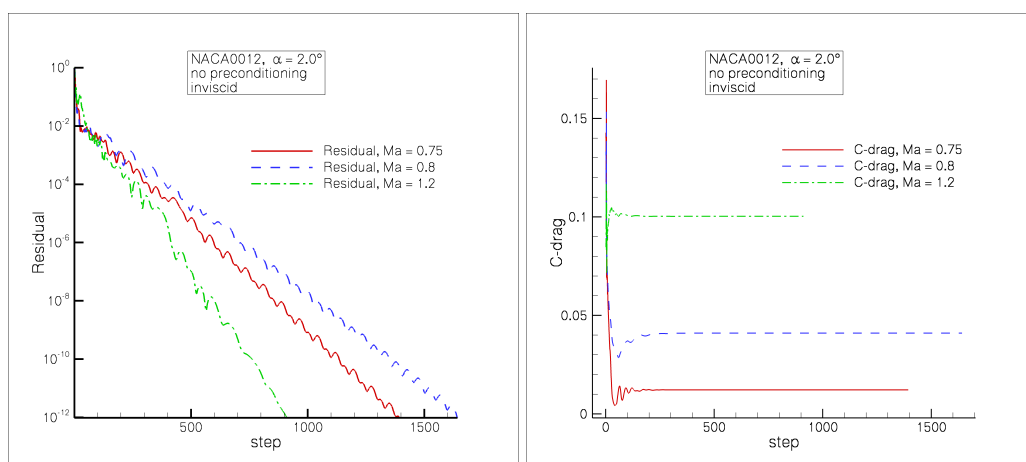 NACA0012, α = 2.0°
no preconditioning
inviscid
Residual, Ma = 0.75
Residual, Ma = 0.8
Residual, Ma = 1.2
10⁰
10⁻²
10⁻⁴
10⁻⁶
10⁻⁸
10⁻¹⁰
10⁻¹²
Residual
500
1000
1500
step
NACA0012, α = 2.0°
no preconditioning
inviscid
C-drag, Ma = 0.75
C-drag, Ma = 0.8
C-drag, Ma = 1.2
0.15
0.1
0.05
0
C-drag
0
500
1000
1500
step